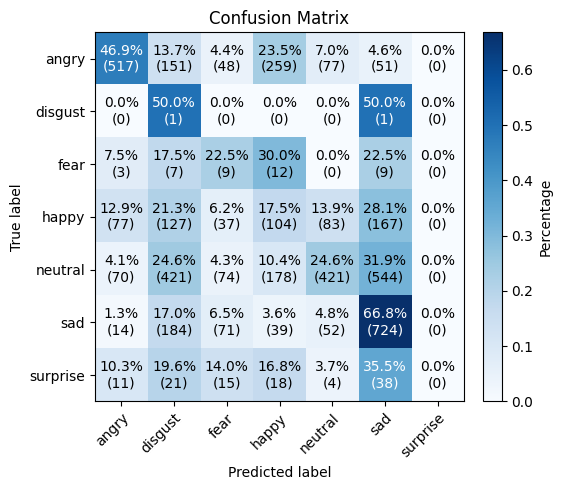 Confusion Matrix
angry 46.9% 13.7% 4.4% 23.5% 7.0% 4.6% 0.0%
(517) (151) (48) (259) (77) (51) (0)
disgust 0.0% 50.0% 0.0% 0.0% 0.0% 50.0% 0.0%
(0) (1) (0) (0) (0) (1) (0)
fear 7.5% 17.5% 22.5% 30.0% 0.0% 22.5% 0.0%
(3) (7) (9) (12) (0) (9) (0)
happy 12.9% 21.3% 6.2% 17.5% 13.9% 28.1% 0.0%
(77) (127) (37) (104) (83) (167) (0)
neutral 4.1% 24.6% 4.3% 10.4% 24.6% 31.9% 0.0%
(70) (421) (74) (178) (421) (544) (0)
sad 1.3% 17.0% 6.5% 3.6% 4.8% 66.8% 0.0%
(14) (184) (71) (39) (52) (724) (0)
surprise 10.3% 19.6% 14.0% 16.8% 3.7% 35.5% 0.0%
(11) (21) (15) (18) (4) (38) (0)
angry disgust fear happy neutral sad surprise
Predicted label
True label
0.6
0.5
0.4
0.3
0.2
0.1
0.0
Percentage